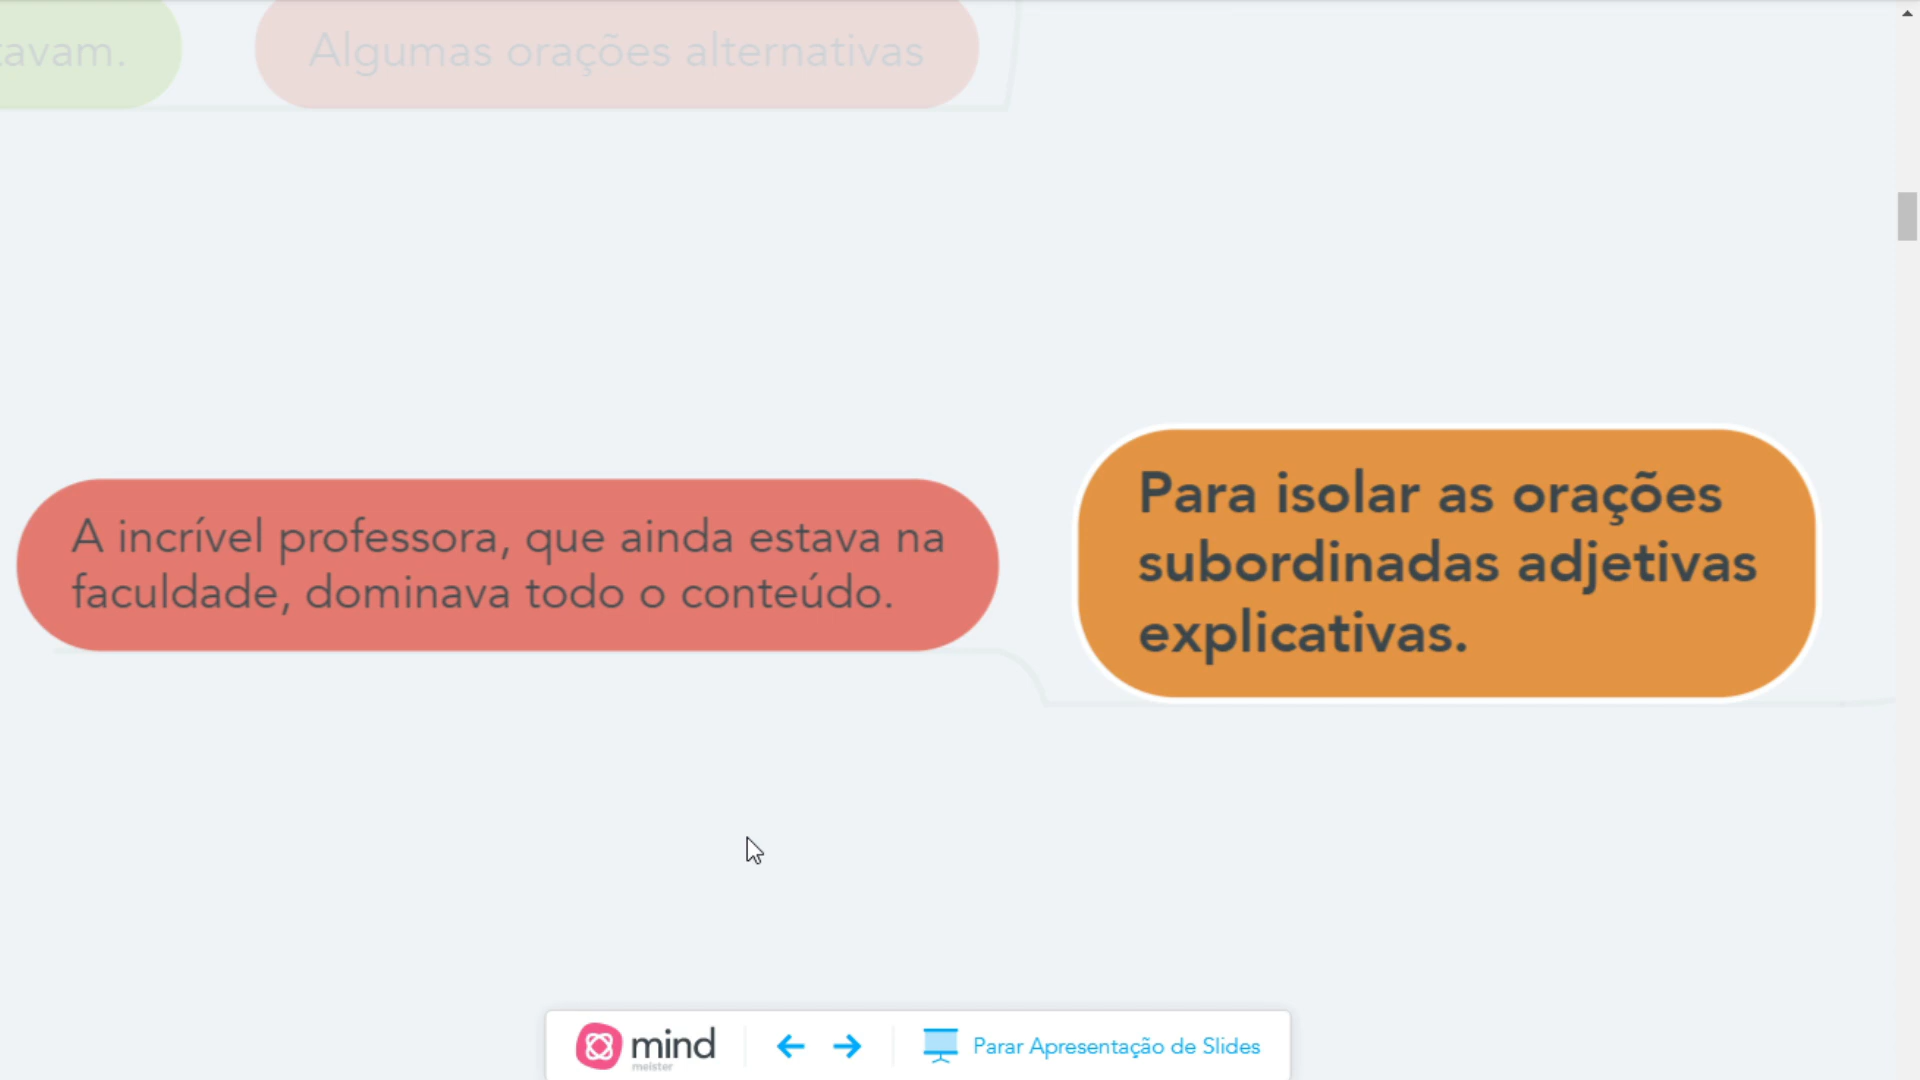 tavam.
Algumas orações alternativas
A incrível professora, que ainda estava na
faculdade, dominava todo o conteúdo.
Para isolar as orações
subordinadas adjetivas
explicativas.
mind
meister
Parar Apresentação de Slides